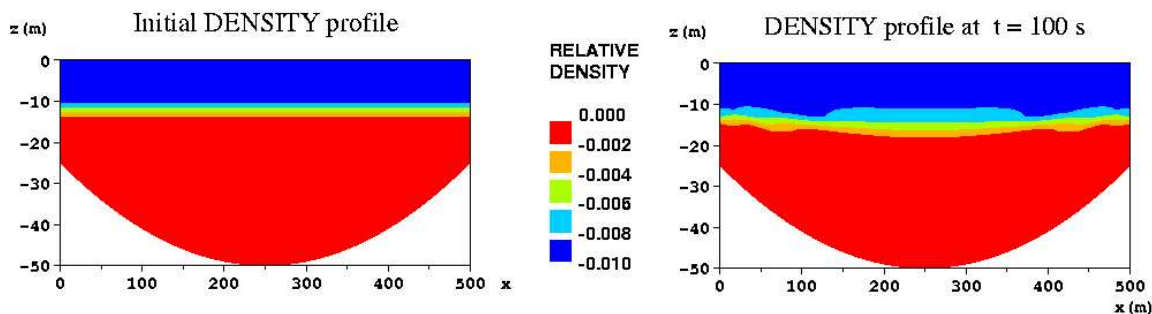 Initial DENSITY profile
z (m)
0
-10
-20
-30
-40
-50
0 100 200 300 400 500 x
RELATIVE
DENSITY
0.000
-0.002
-0.004
-0.006
-0.008
-0.010
DENSITY profile at t = 100 s
z (m)
0
-10
-20
-30
-40
-50
0 100 200 300 400 500
x (m)